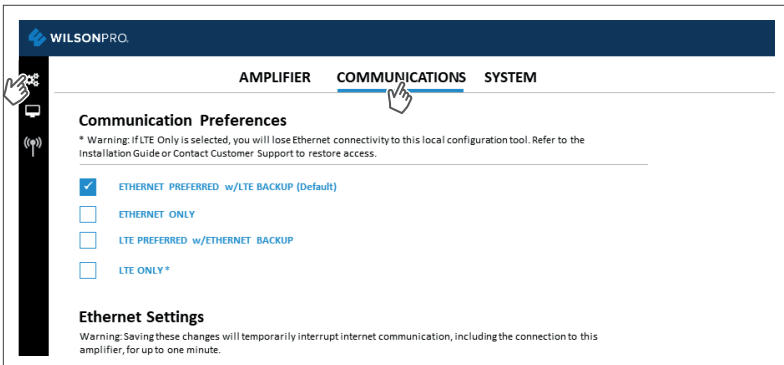 WILSONPRO.
AMPLIFIER COMMUNICATIONS SYSTEM
Communication Preferences
* Warning: If LTE Only is selected, you will lose Ethernet connectivity to this local configuration tool. Refer to the
Installation Guide or Contact Customer Support to restore access.
ETHERNET PREFERRED w/LTE BACKUP (Default)
ETHERNET ONLY
LTE PREFERRED w/ETHERNET BACKUP
LTE ONLY*
Ethernet Settings
Warning: Saving these changes will temporarily interrupt internet communication, including the connection to this
amplifier, for up to one minute.